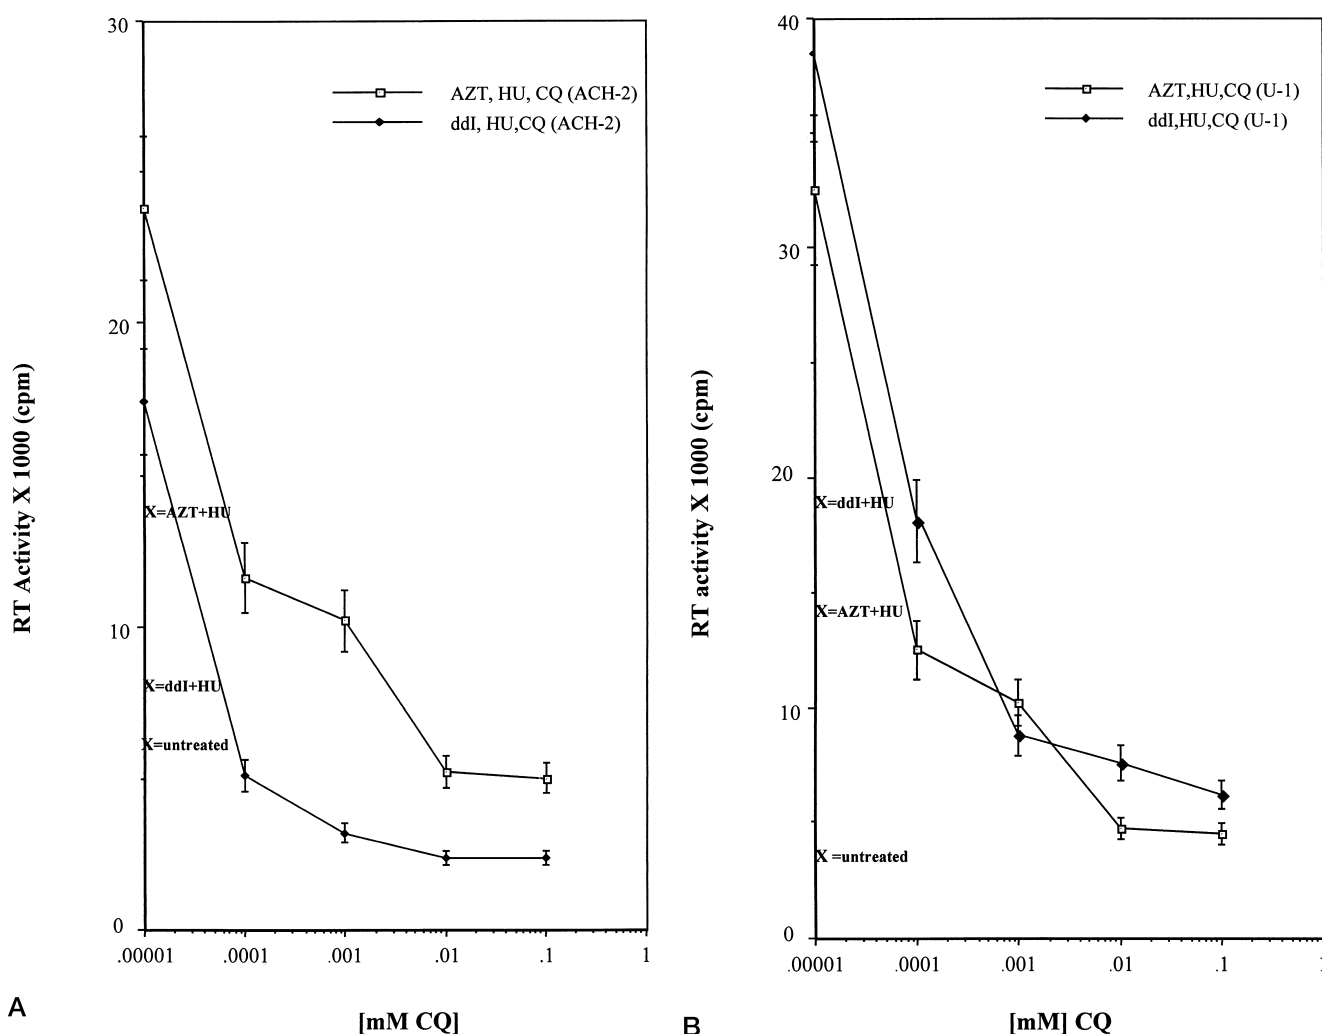 30
AZT, HU, CQ (ACH-2)
ddI, HU,CQ (ACH-2)
20
X=AZT+HU
10
X=ddI+HU
X=untreated
0
.00001 .0001 .001 .01 .1 1
RT Activity X 1000 (cpm)
[mM CQ]
A
40
AZT,HU,CQ (U-1)
ddI,HU,CQ (U-1)
30
20
X=ddI+HU
X=AZT+HU
10
X =untreated
0
.00001 .0001 .001 .01 .1 1
RT activity X 1000 (cpm)
[mM] CQ
B